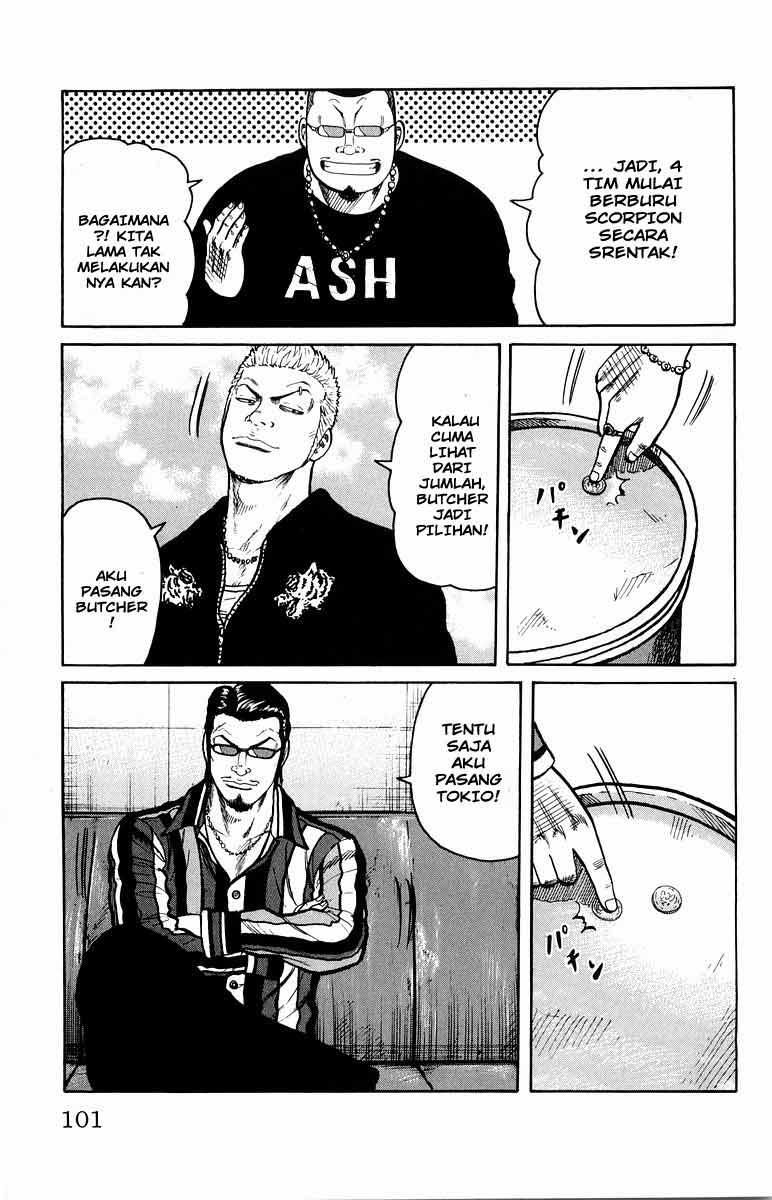 ... JADI, 4
TIM MULAI
BERBURU
SCORPION
SECARA
SRENTAK!
BAGAIMANA
?! KITA
LAMA TAK
MELAKUKAN
NYA KAN?
ASH
パチン
KALAU
CUMA
LIHAT
DARI
JUMLAH,
BUTCHER
JADI
PILIHAN!
AKU
PASANG
BUTCHER
!
パチン
TENTU
SAJA
AKU
PASANG
TOKIO!
101